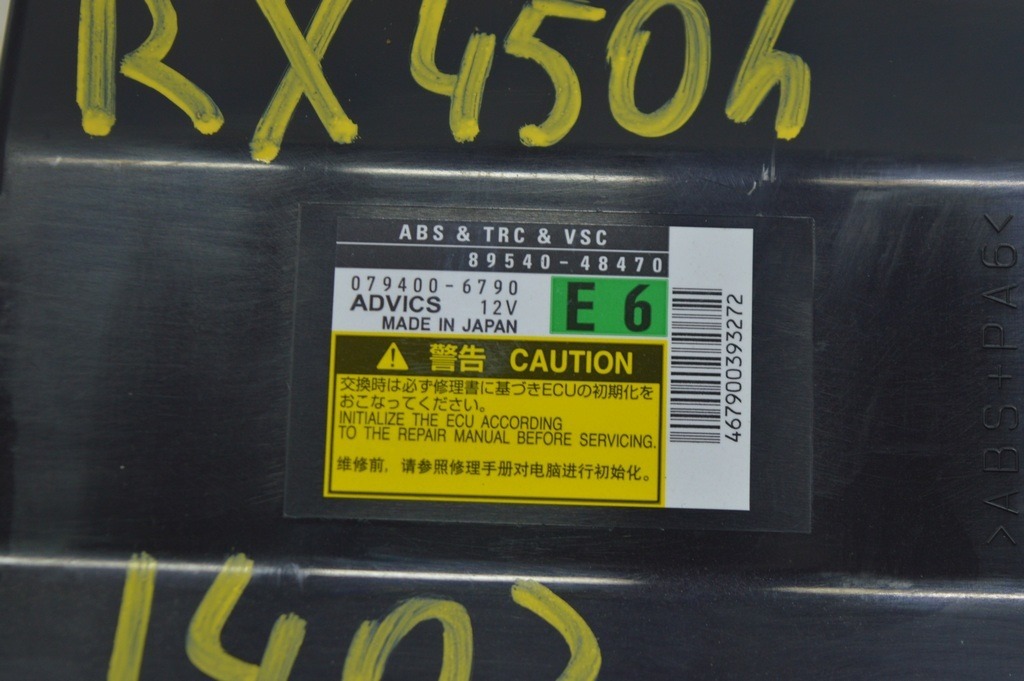 RX450h
ABS & TRC & VSC
89540-48470
079400-6790
ADVICS 12V
MADE IN JAPAN
E6
警告 CAUTION
交換時は必ず修理書に基づきECUの初期化を
おこなってください。
INITIALIZE THE ECU ACCORDING
TO THE REPAIR MANUAL BEFORE SERVICING.
维修前，请参照修理手册对电脑进行初始化。
467900393272
>ABS+PA6<